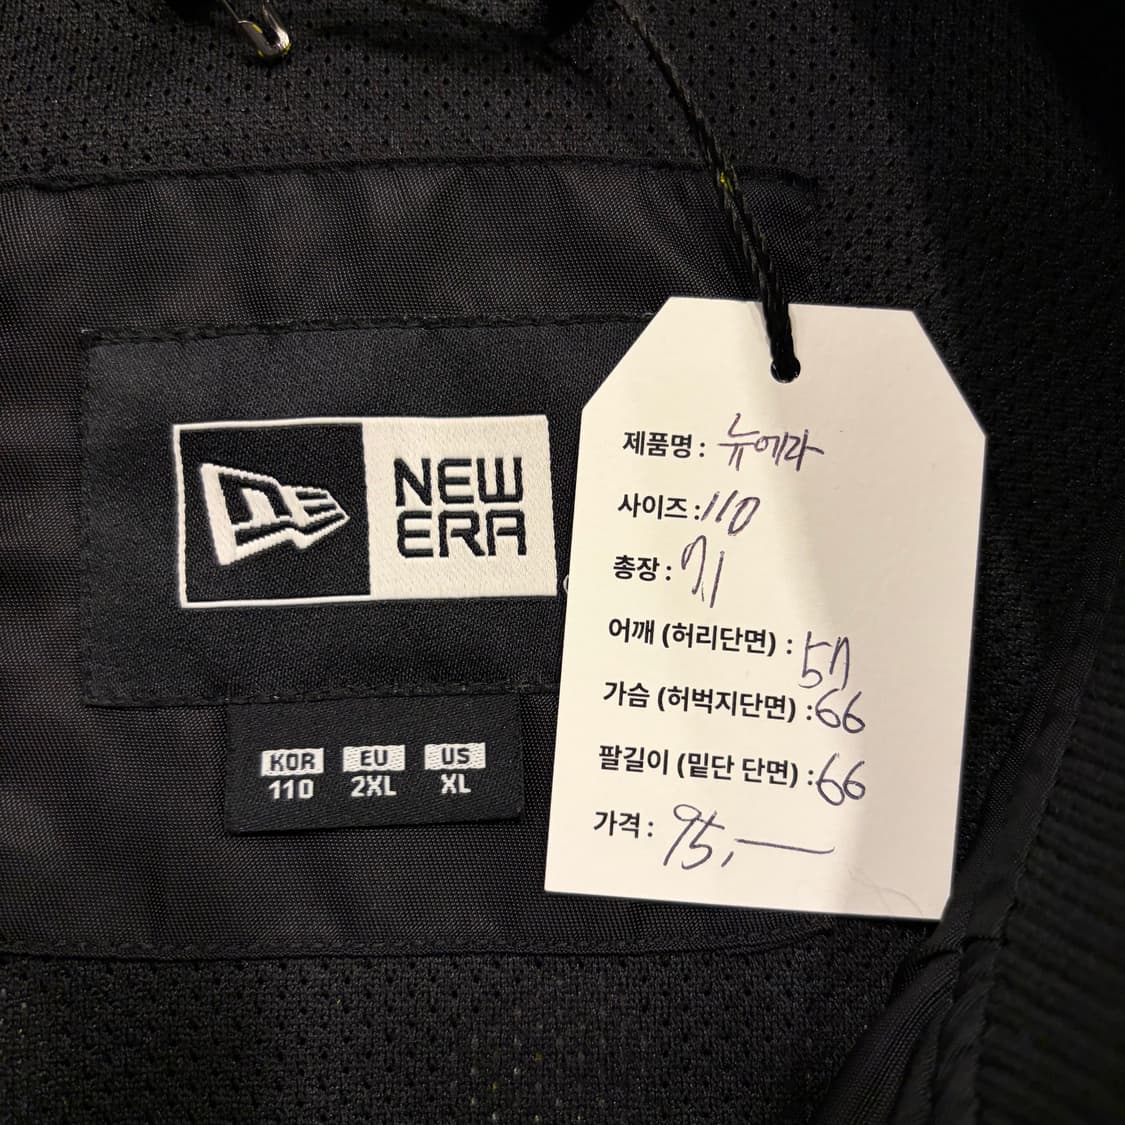 NEW
ERA
KOR EU US
110 2XL XL
제품명 : 뉴에라
사이즈 : 110
총장 : 71
어깨 (허리단면) : 57
가슴 (허벅지단면) : 66
팔길이 (밑단 단면) : 66
가격 : 95,—